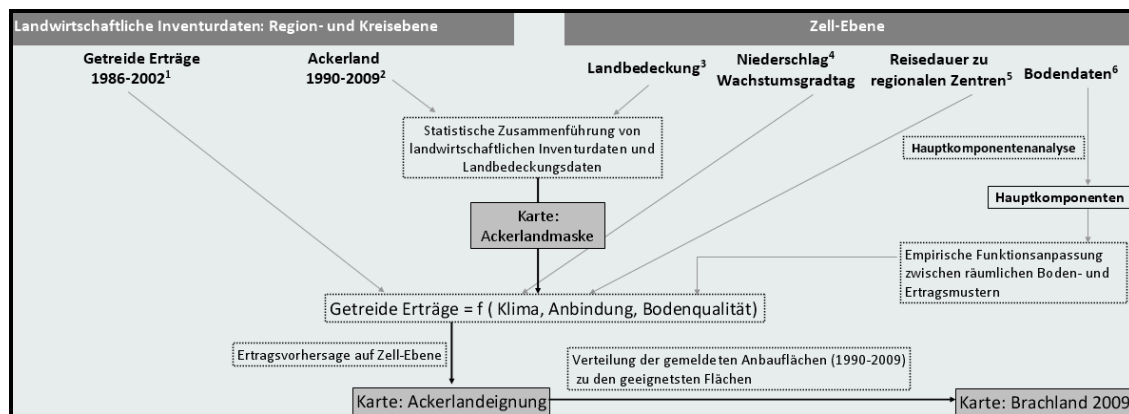 Landwirtschaftliche Inventurdaten: Region- und Kreisebene
Zell-Ebene
Getreide Erträge
1986-2002¹
Ackerland
1990-2009²
Landbedeckung³
Niederschlag⁴
Wachstumsgradtag
Reisedauer zu
regionalen Zentren⁵
Bodendaten⁶
Statistische Zusammenführung von
landwirtschaftlichen Inventurdaten und
Landbedeckungsdaten
Hauptkomponentenanalyse
Hauptkomponenten
Karte:
Ackerlandmaske
Empirische Funktionsanpassung
zwischen räumlichen Boden- und
Ertragsmustern
Getreide Erträge = f ( Klima, Anbindung, Bodenqualität)
Ertragsvorhersage auf Zell-Ebene
Verteilung der gemeldeten Anbauflächen (1990-2009)
zu den geeignetsten Flächen
Karte: Ackerlandeignung
Karte: Brachland 2009